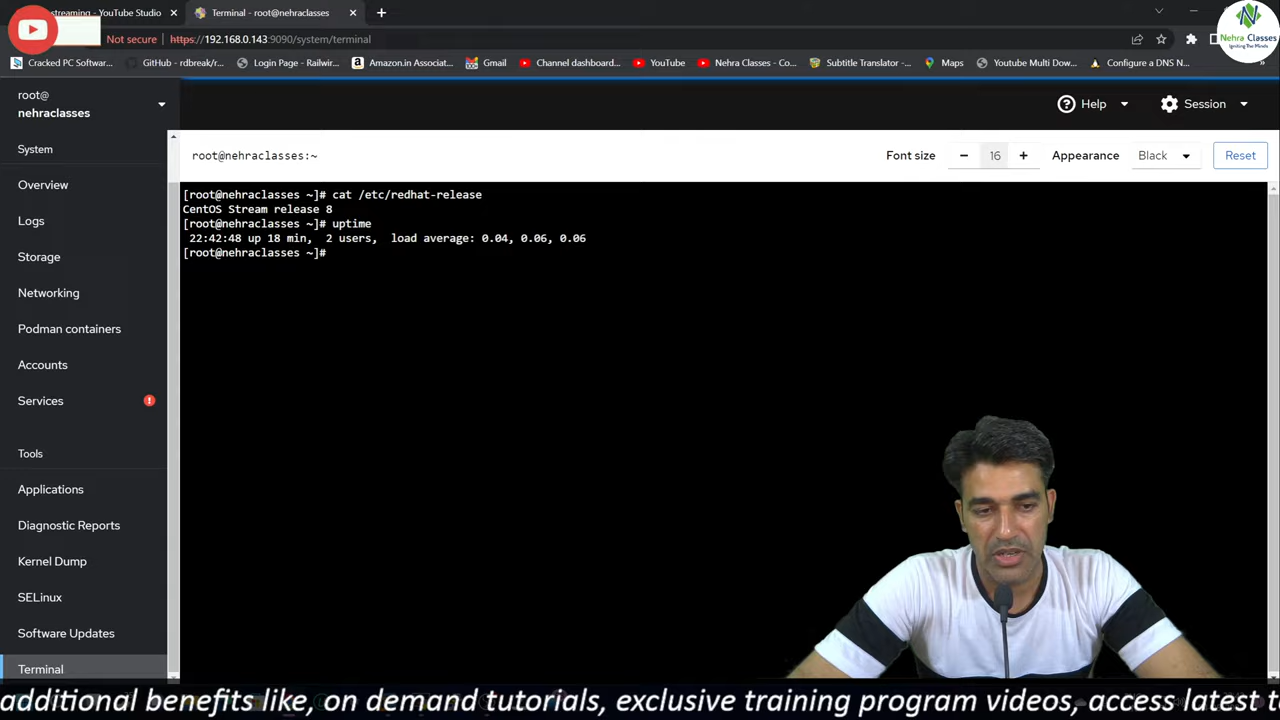 streaming - YouTube Studio
Terminal - root@nehraclasses
Not secure https://192.168.0.143:9090/system/terminal
Nehra Classes
Igniting The Minds
Cracked PC Softwar...
GitHub - rdbreak/r...
Login Page - Railwir...
Amazon.in Associat...
Gmail
Channel dashboard...
YouTube
Nehra Classes - Co...
Subtitle Translator -...
Maps
Youtube Multi Dow...
Configure a DNS N...
»
root@
nehraclasses
Help
Session
System
Overview
Logs
Storage
Networking
Podman containers
Accounts
Services
Tools
Applications
Diagnostic Reports
Kernel Dump
SELinux
Software Updates
Terminal
root@nehraclasses:~
Font size - 16 + Appearance Black Reset
[root@nehraclasses ~]# cat /etc/redhat-release
CentOS Stream release 8
[root@nehraclasses ~]# uptime
22:42:48 up 18 min, 2 users, load average: 0.04, 0.06, 0.06
[root@nehraclasses ~]#
additional benefits like, on demand tutorials, exclusive training program videos, access latest t